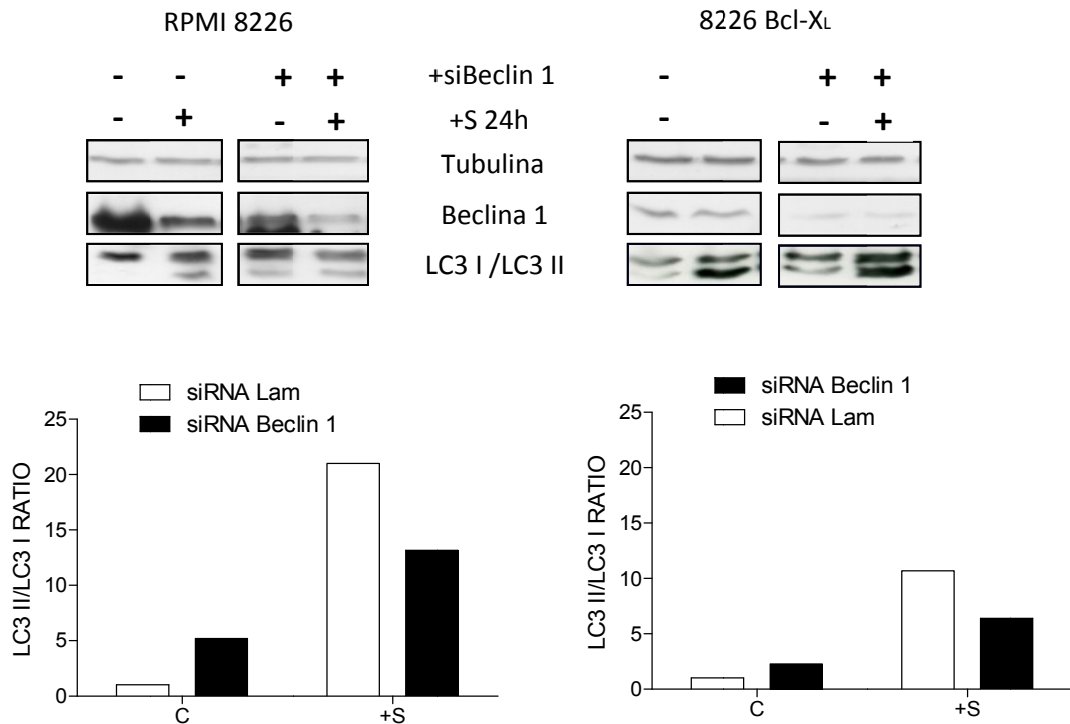 RPMI 8226
8226 Bcl-XL
- - + + +siBeclin 1 - + +
- + - + +S 24h - - +
Tubulina
Beclina 1
LC3 I /LC3 II
siRNA Lam
siRNA Beclin 1
LC3 II/LC3 I RATIO
25
20
15
10
5
0
C +S
siRNA Beclin 1
siRNA Lam
LC3 II/LC3 I RATIO
25
20
15
10
5
0
C +S